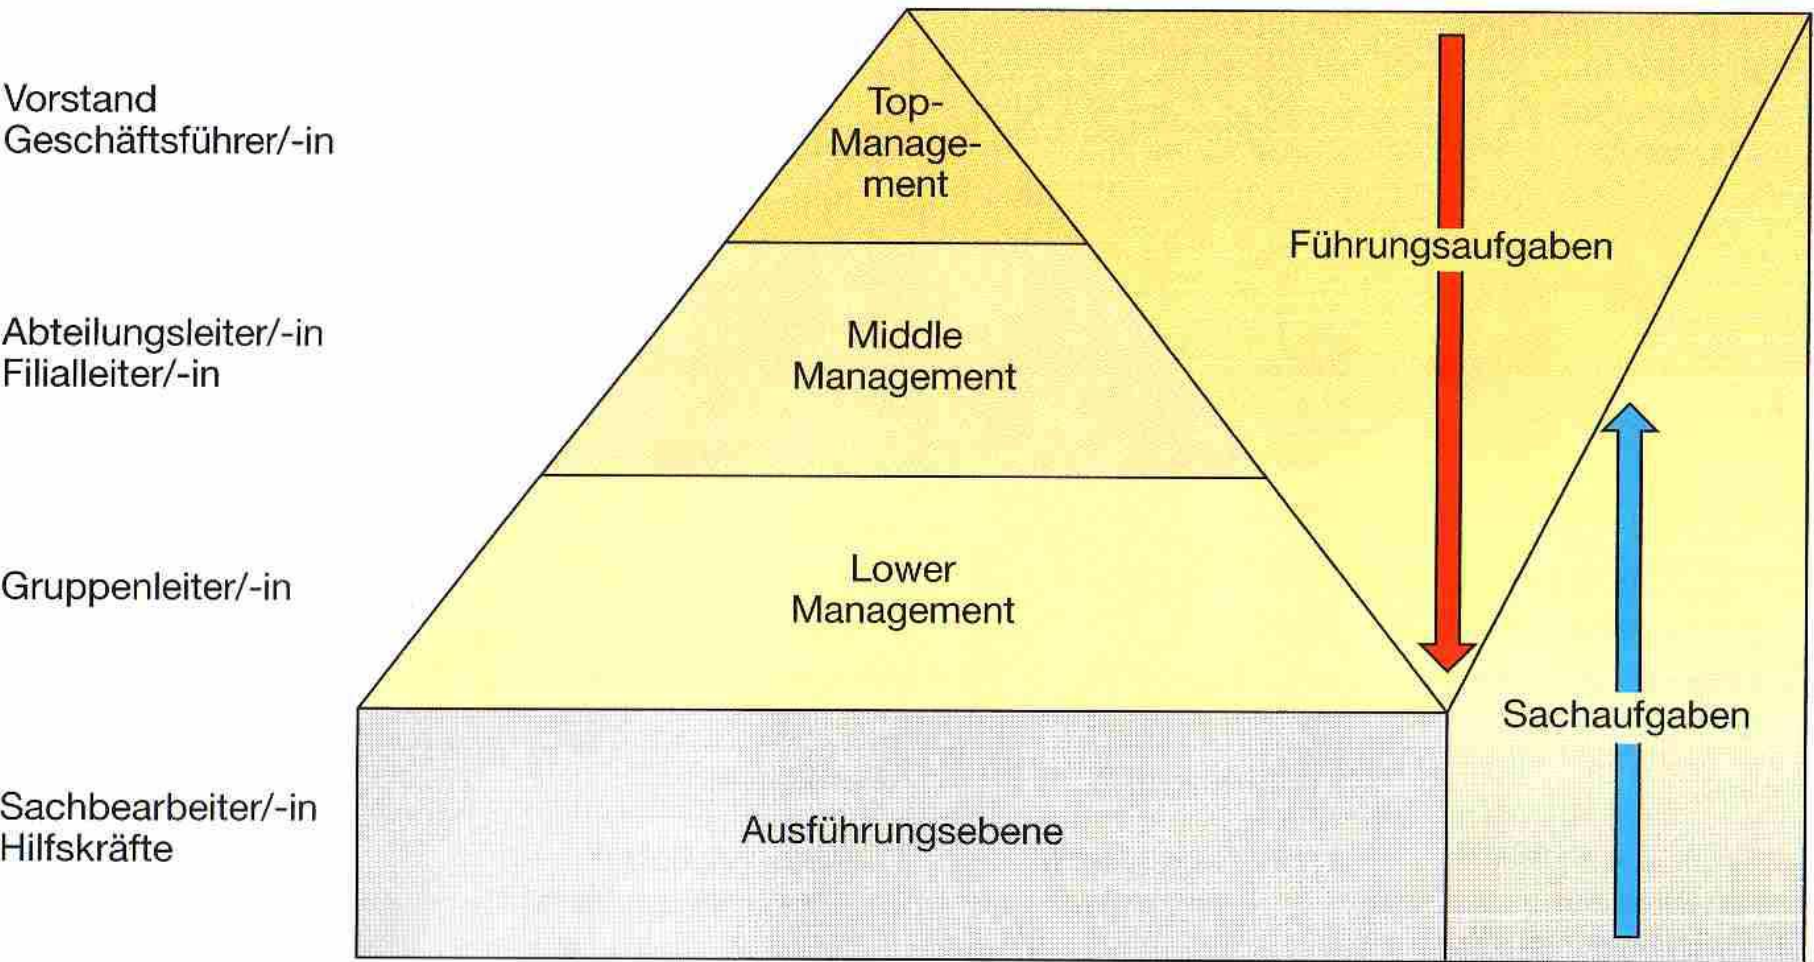 Vorstand
Geschäftsführer/-in
Top-
Manage-
ment
Führungsaufgaben
Abteilungsleiter/-in
Filialleiter/-in
Middle
Management
Gruppenleiter/-in
Lower
Management
Sachaufgaben
Sachbearbeiter/-in
Hilfskräfte
Ausführungsebene